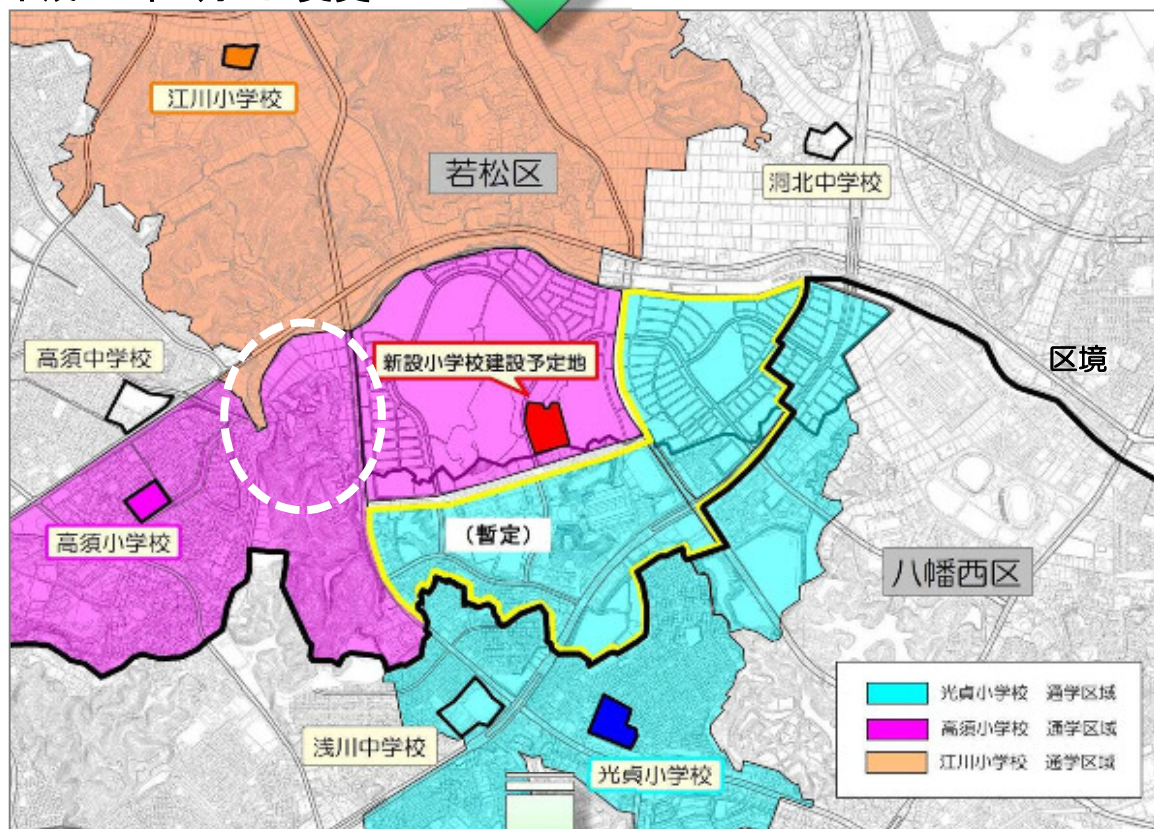 江川小学校
若松区
洞北中学校
高須中学校
新設小学校建設予定地
区境
高須小学校
（暫定）
八幡西区
浅川中学校
光貞小学校
光貞小学校 通学区域
高須小学校 通学区域
江川小学校 通学区域